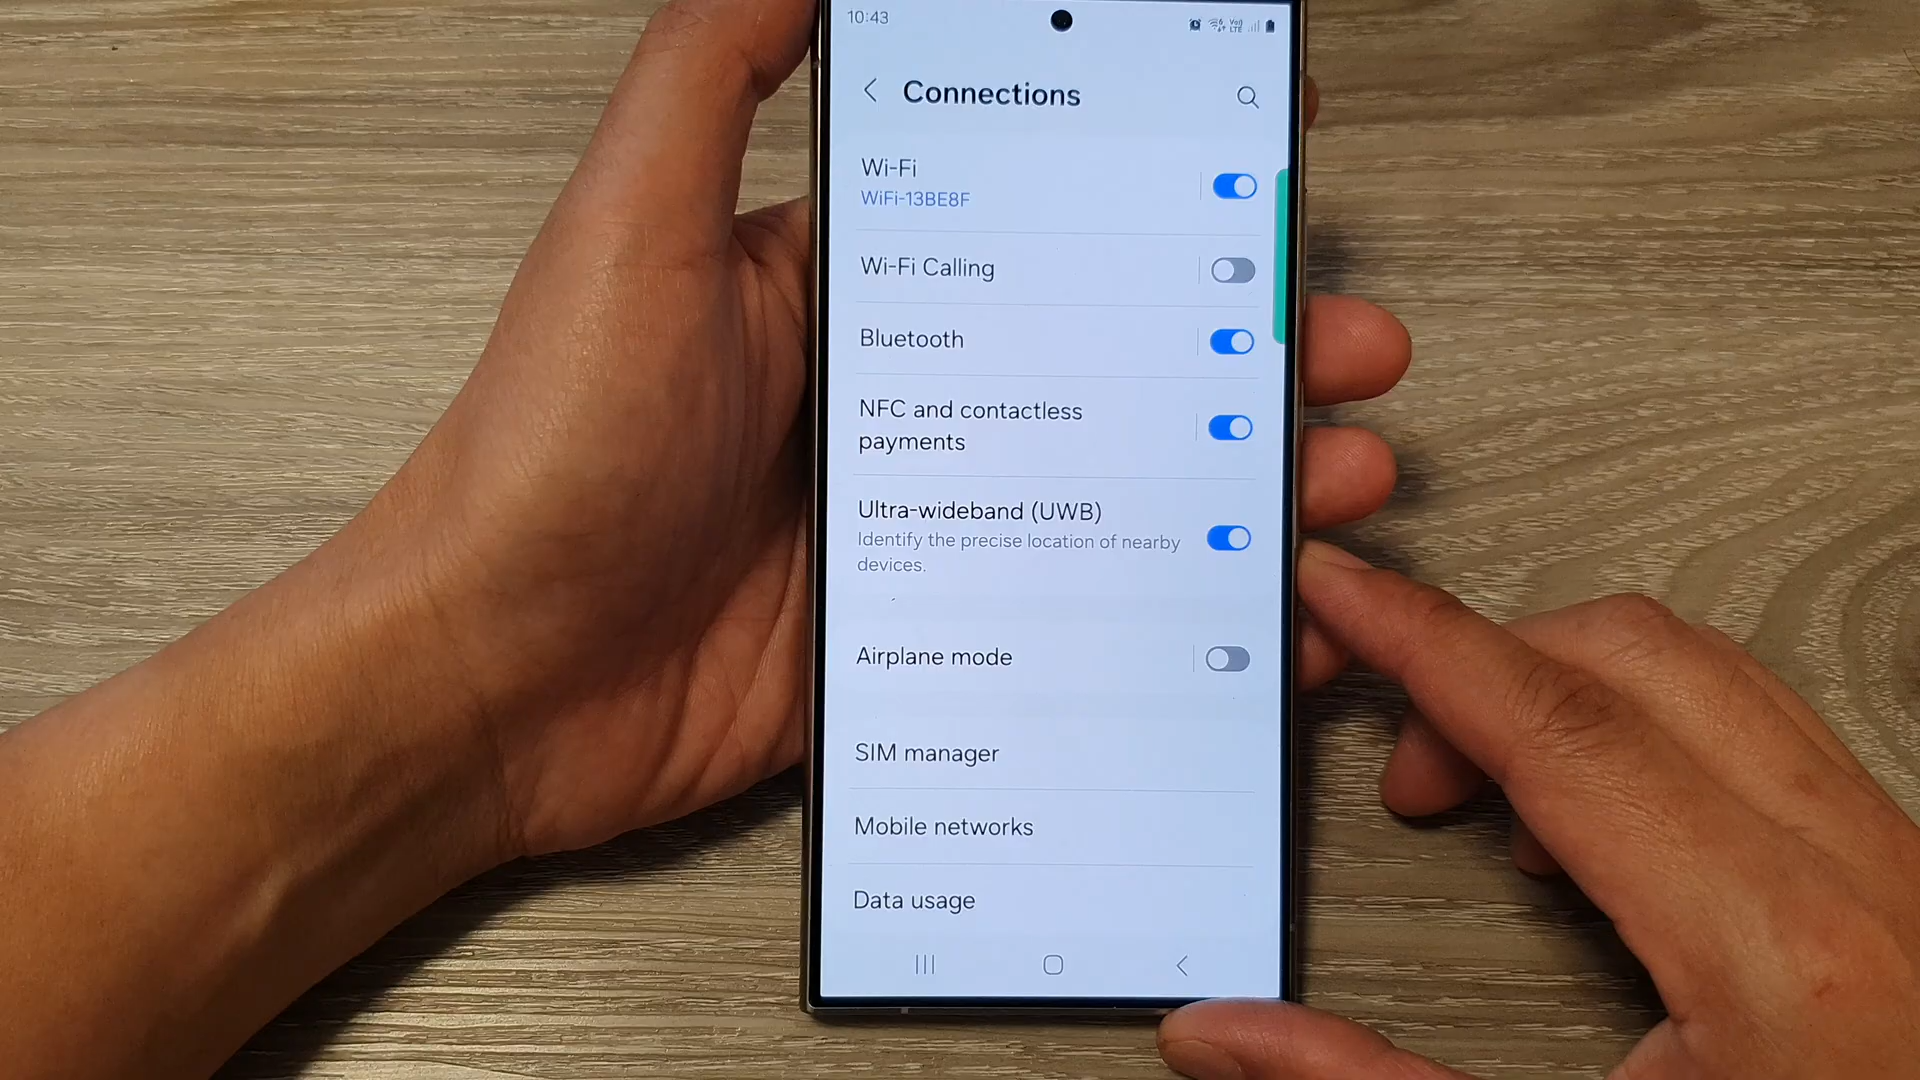 10:43
Connections
Wi-Fi
WiFi-13BE8F
Wi-Fi Calling
Bluetooth
NFC and contactless
payments
Ultra-wideband (UWB)
Identify the precise location of nearby
devices.
Airplane mode
SIM manager
Mobile networks
Data usage